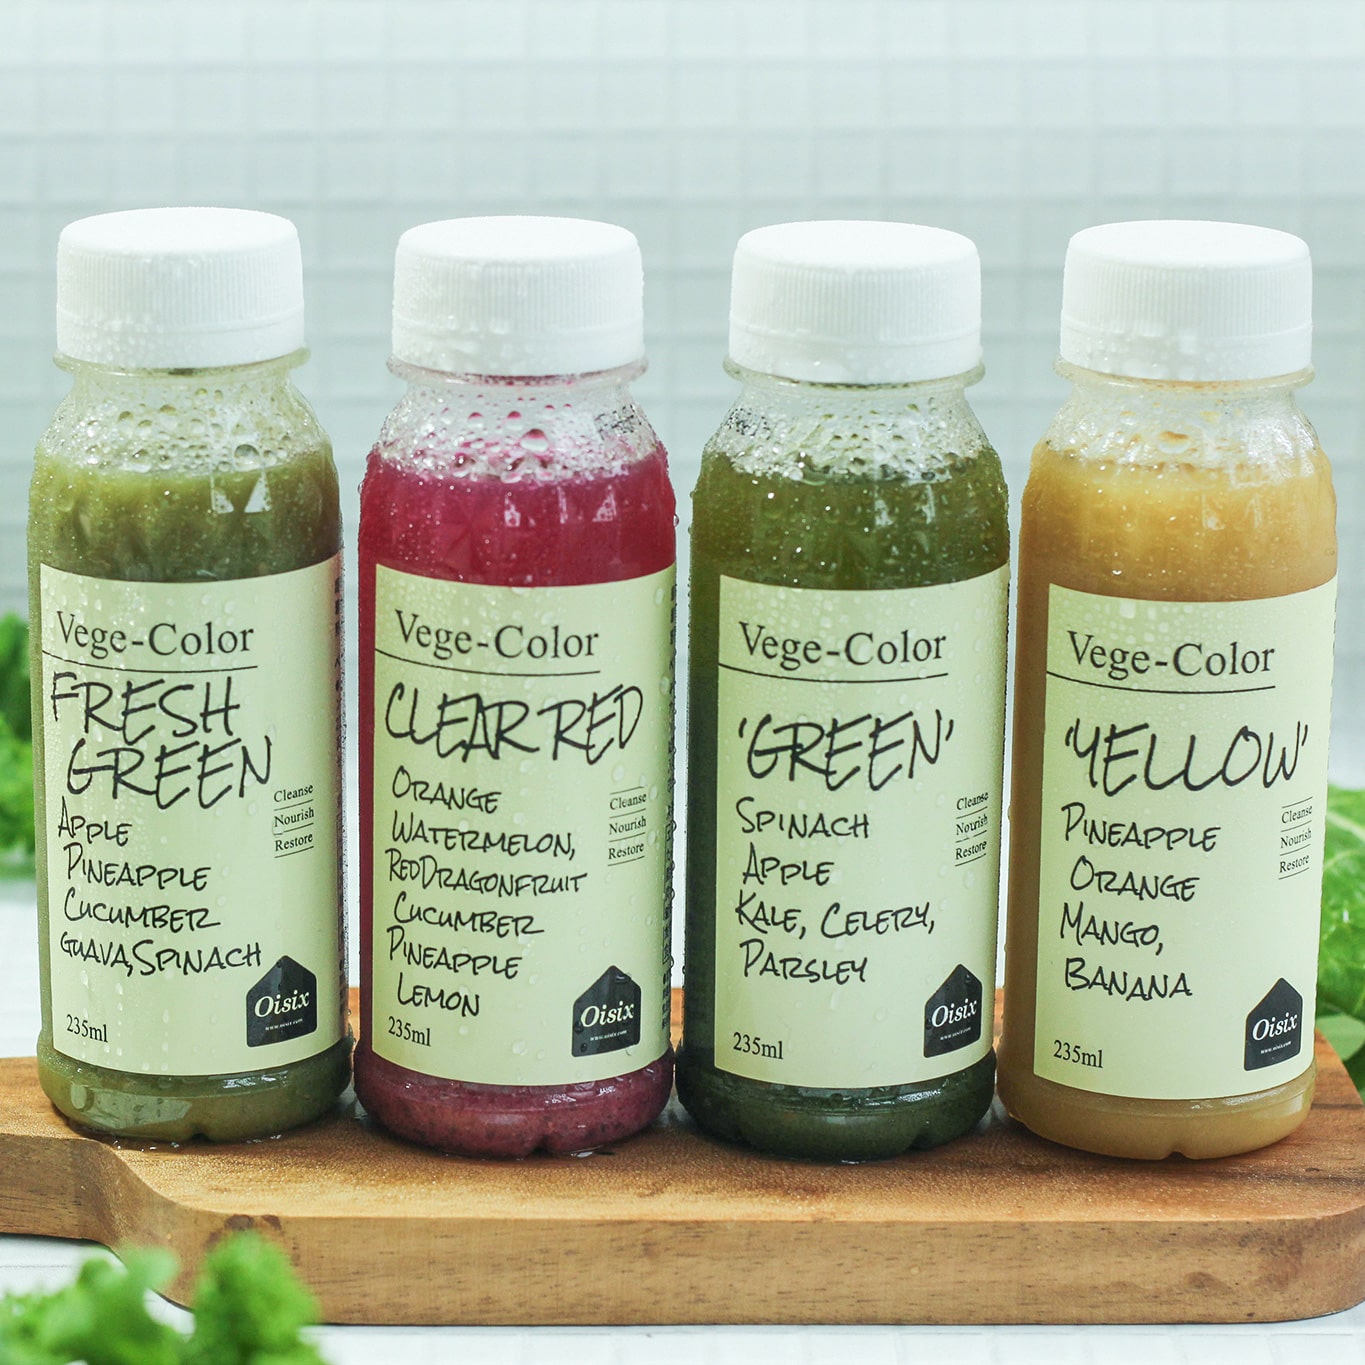 Vege-Color
FRESH
GREEN
APPLE
PINEAPPLE
CUCUMBER
GUAVA, SPINACH
Cleanse
Nourish
Restore
235ml
Oisix
Vege-Color
CLEAR RED
ORANGE
WATERMELON,
RED DRAGONFRUIT
CUCUMBER
PINEAPPLE
LEMON
Cleanse
Nourish
Restore
235ml
Oisix
Vege-Color
'GREEN'
SPINACH
APPLE
KALE, CELERY,
PARSLEY
Cleanse
Nourish
Restore
235ml
Oisix
Vege-Color
'YELLOW'
PINEAPPLE
ORANGE
MANGO,
BANANA
Cleanse
Nourish
Restore
235ml
Oisix